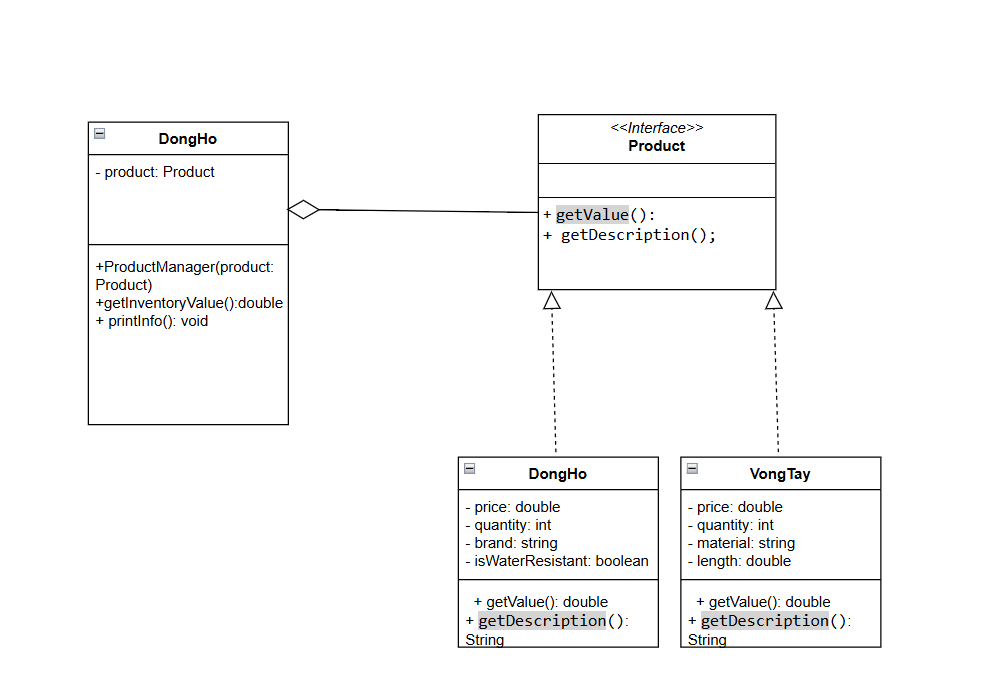 DongHo
- product: Product
+ProductManager(product:
Product)
+getInventoryValue():double
+ printInfo(): void
<<Interface>>
Product
+ getValue():
+ getDescription();
DongHo
- price: double
- quantity: int
- brand: string
- isWaterResistant: boolean
+ getValue(): double
+ getDescription():
String
VongTay
- price: double
- quantity: int
- material: string
- length: double
+ getValue(): double
+ getDescription():
String